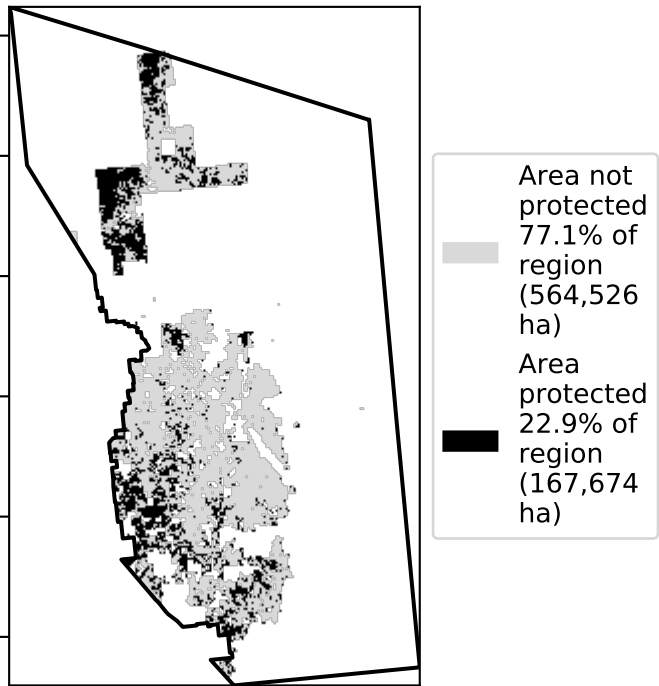 Area not
protected
77.1% of
region
(564,526
ha)
Area
protected
22.9% of
region
(167,674
ha)